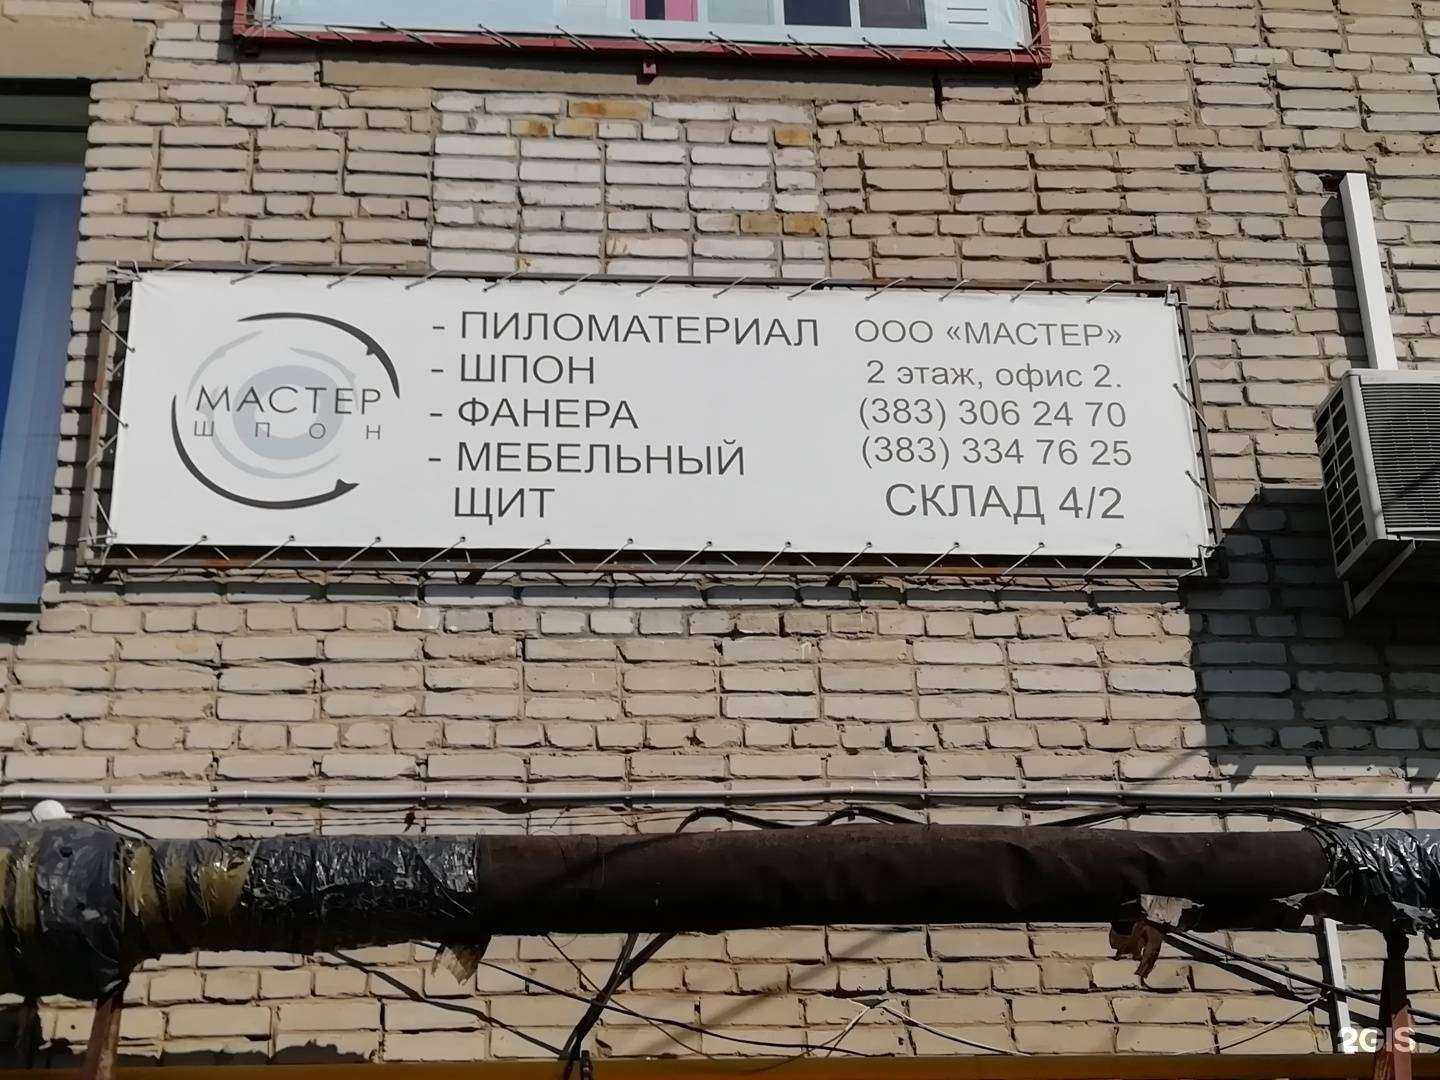 МАСТЕР
ШПОН
- ПИЛОМАТЕРИАЛ
- ШПОН
- ФАНЕРА
- МЕБЕЛЬНЫЙ
ЩИТ
ООО «МАСТЕР»
2 этаж, офис 2.
(383) 306 24 70
(383) 334 76 25
СКЛАД 4/2
2GIS